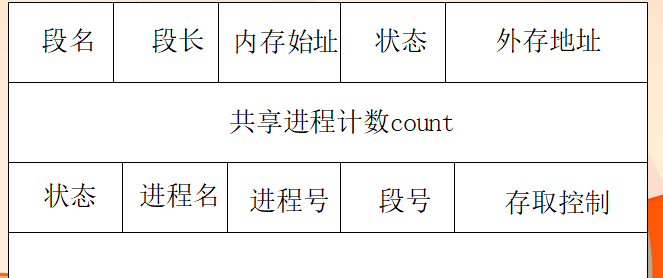 段名 段长 内存始址 状态 外存地址
共享进程计数count
状态 进程名 进程号 段号 存取控制